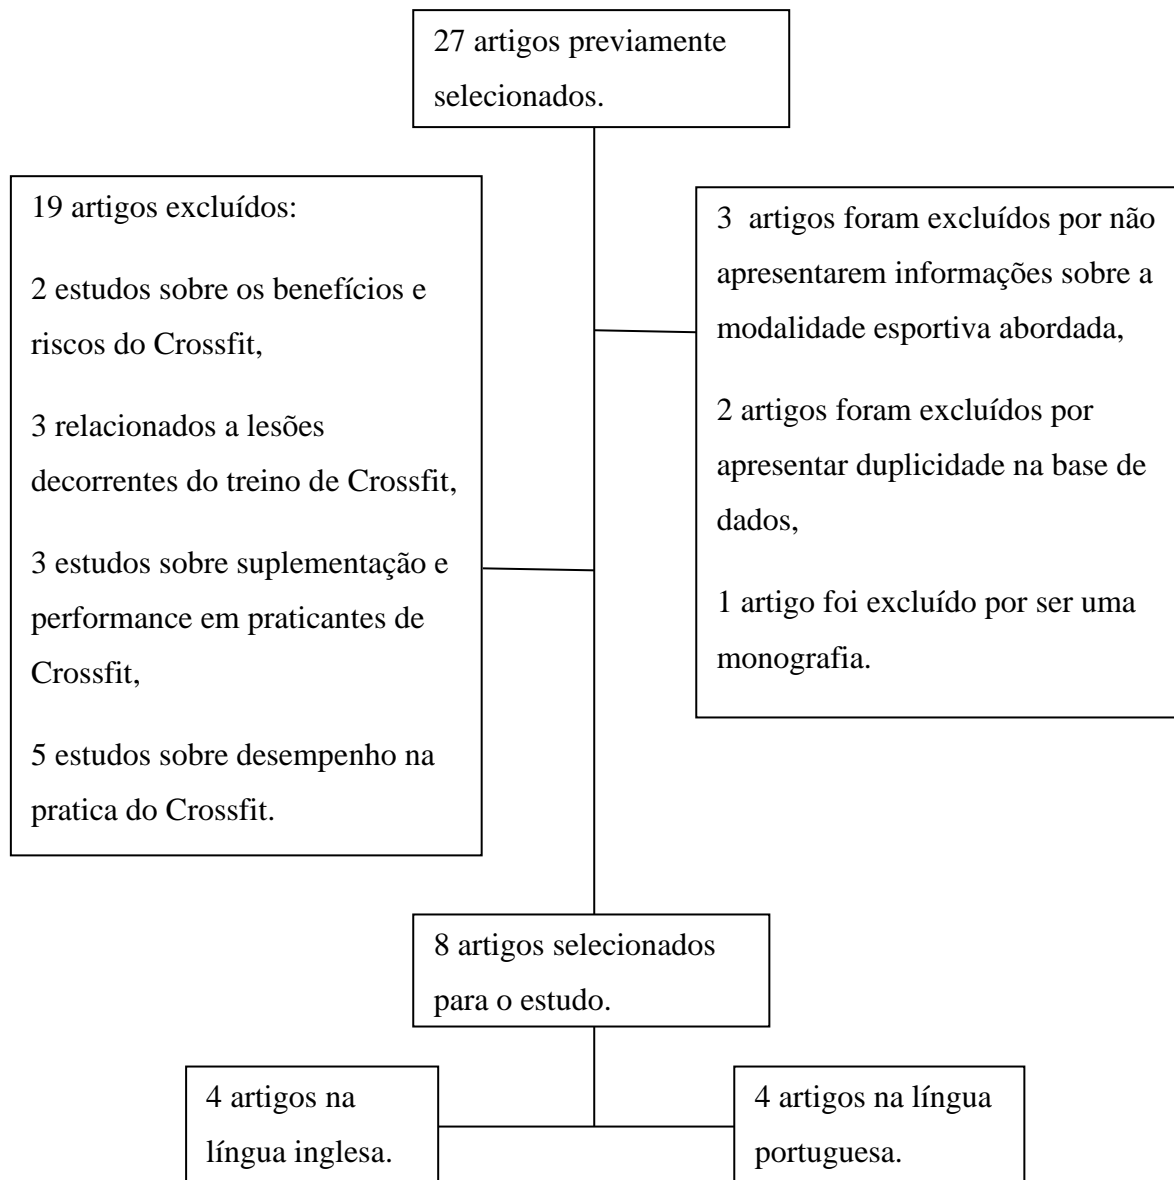 27 artigos previamente
selecionados.
19 artigos excluídos:
2 estudos sobre os benefícios e
riscos do Crossfit,
3 relacionados a lesões
decorrentes do treino de Crossfit,
3 estudos sobre suplementação e
performance em praticantes de
Crossfit,
5 estudos sobre desempenho na
pratica do Crossfit.
3 artigos foram excluídos por não
apresentarem informações sobre a
modalidade esportiva abordada,
2 artigos foram excluídos por
apresentar duplicidade na base de
dados,
1 artigo foi excluído por ser uma
monografia.
8 artigos selecionados
para o estudo.
4 artigos na
língua inglesa.
4 artigos na língua
portuguesa.